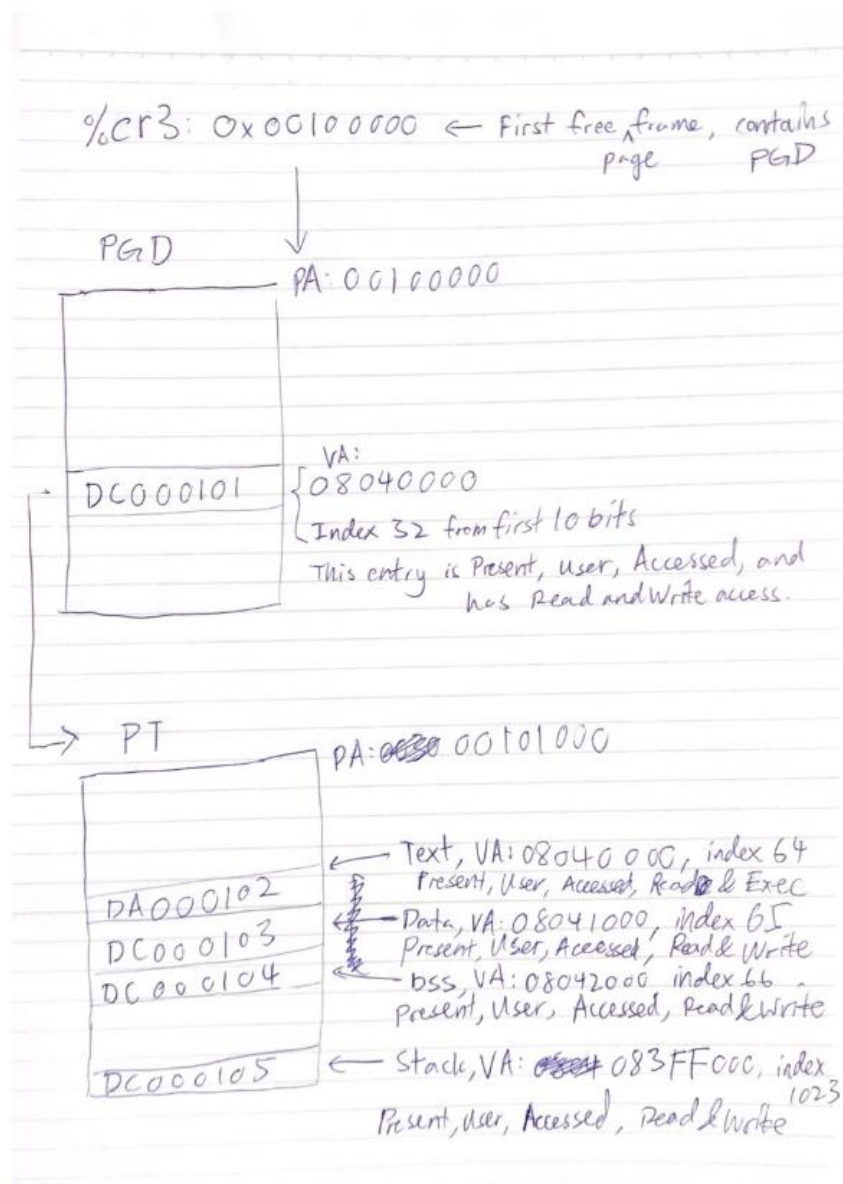 %cr3: 0x00100000 ← First free page frame, contains PGD
PGD
PA: 00100000
VA:
DC000101
08040000
Index 32 from first 10 bits
This entry is Present, User, Accessed, and
has Read and Write access.
PT
PA: 00101000
Text, VA: 08040000, index 64
Present, User, Accessed, Read & Exec
DA000102
Data, VA: 08041000, index 65
DC000103
Present, User, Accessed, Read & Write
DC000104
bss, VA: 08042000 index 66.
Present, User, Accessed, Read & Write
Stack, VA: 083FF000, index 1023
DC000105
Present, User, Accessed, Read & Write